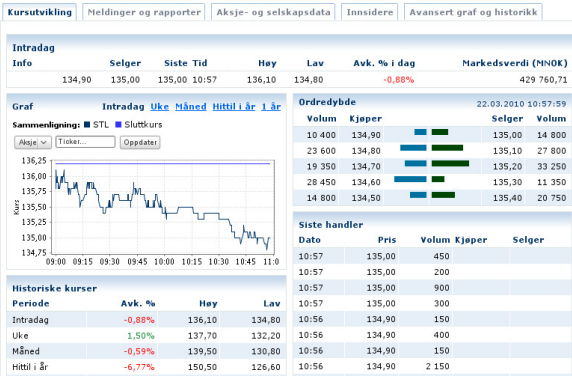 Kursutvikling Meldinger og rapporter Aksje- og selskapsdata Innsidere Avansert graf og historikk
Intradag
Info Selger Siste Tid Høy Lav Avk. % i dag Markedsverdi (MNOK)
134,90 135,00 135,00 10:57 136,10 134,80 -0,88% 429 760,71
Graf Intradag Uke Måned Hittil i år 1 år
Sammenligning: STL Sluttkurs
Aksje Ticker... Oppdater
136,25
136,00
135,75
135,50
135,25
135,00
134,75
Kurs
09:00 09:15 09:30 09:45 10:00 10:15 10:30 10:45 11:0
Historiske kurser
Periode Avk. % Høy Lav
Intradag -0,88% 136,10 134,80
Uke 1,50% 137,70 132,20
Måned -0,59% 139,50 130,80
Hittil i år -6,77% 150,50 126,60
Ordredybde 22.03.2010 10:57:59
Volum Kjøper Selger Volum
10 400 134,90 135,00 14 800
23 600 134,80 135,10 27 800
19 350 134,70 135,20 33 250
28 450 134,60 135,30 11 350
14 800 134,50 135,40 20 750
Siste handler
Dato Pris Volum Kjøper Selger
10:57 135,00 450
10:57 135,00 200
10:57 135,00 900
10:57 135,00 300
10:56 134,90 150
10:56 134,90 400
10:56 134,90 150
10:56 134,90 2 150